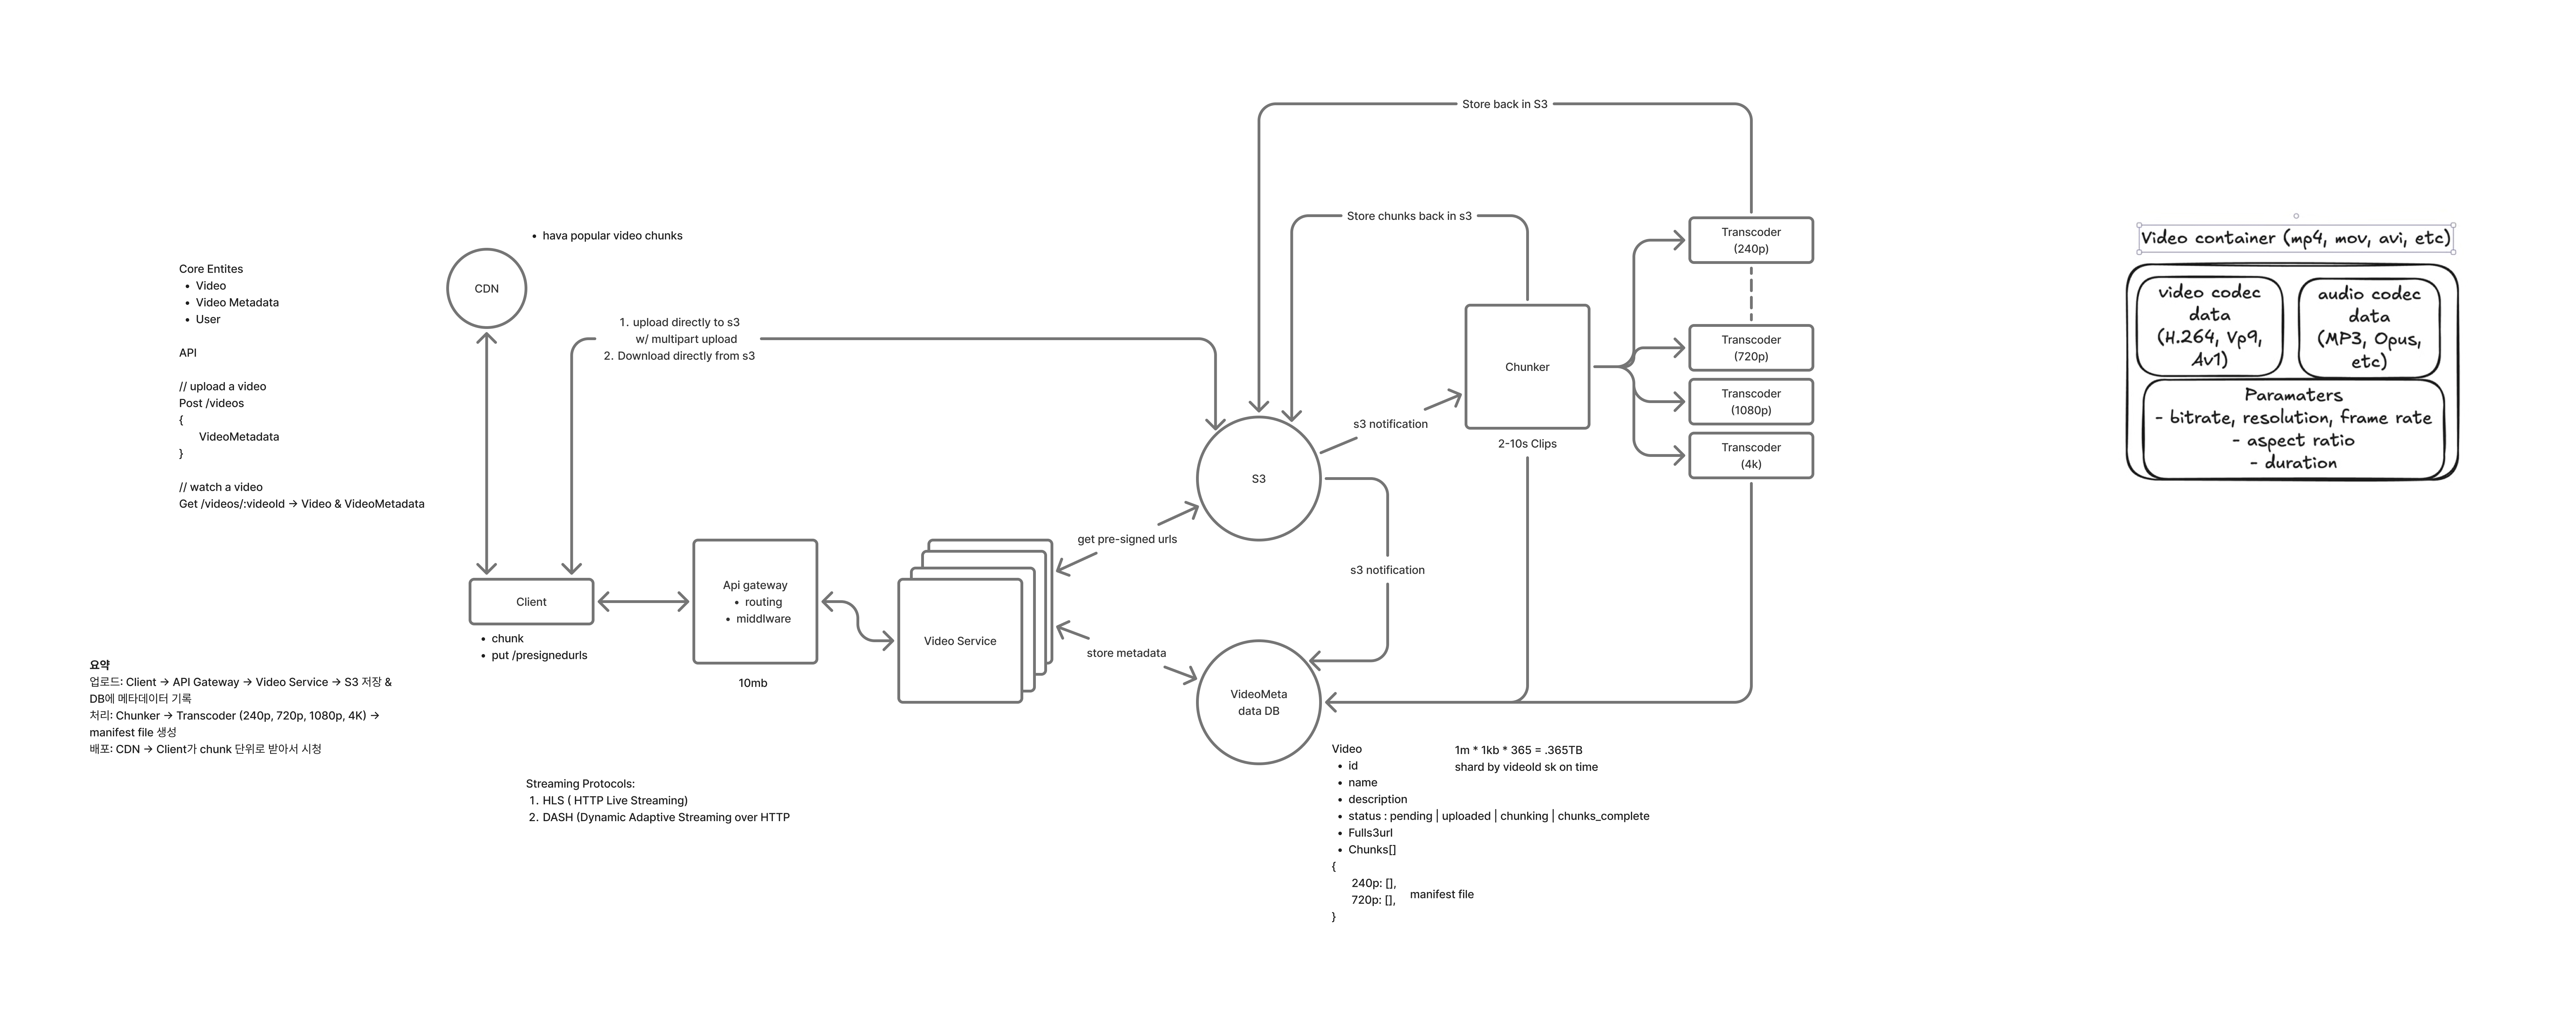 Store back in S3
Store chunks back in s3
• hava popular video chunks
CDN
Core Entites
• Video
• Video Metadata
• User
API
// upload a video
Post /videos
{
VideoMetadata
}
// watch a video
Get /videos/:videoId → Video & VideoMetadata
1. upload directly to s3
w/ multipart upload
2. Download directly from s3
Transcoder
(240p)
Transcoder
(720p)
Transcoder
(1080p)
Transcoder
(4k)
Chunker
2-10s Clips
s3 notification
S3
get pre-signed urls
s3 notification
Client
• chunk
• put /presignedurls
Api gateway
• routing
• middlware
10mb
Video Service
store metadata
VideoMeta
data DB
요약
업로드: Client → API Gateway → Video Service → S3 저장 &
DB에 메타데이터 기록
처리: Chunker → Transcoder (240p, 720p, 1080p, 4K) →
manifest file 생성
배포: CDN → Client가 chunk 단위로 받아서 시청
Streaming Protocols:
1. HLS ( HTTP Live Streaming)
2. DASH (Dynamic Adaptive Streaming over HTTP
Video
• id
• name
• description
• status : pending | uploaded | chunking | chunks_complete
• Fulls3url
• Chunks[]
{
240p: [],
720p: [],
}
manifest file
1m * 1kb * 365 = .365TB
shard by videoId sk on time
Video container (mp4, mov, avi, etc)
video codec
data
(H.264, Vp9,
Av1)
audio codec
data
(MP3, Opus,
etc)
Paramaters
- bitrate, resolution, frame rate
- aspect ratio
- duration